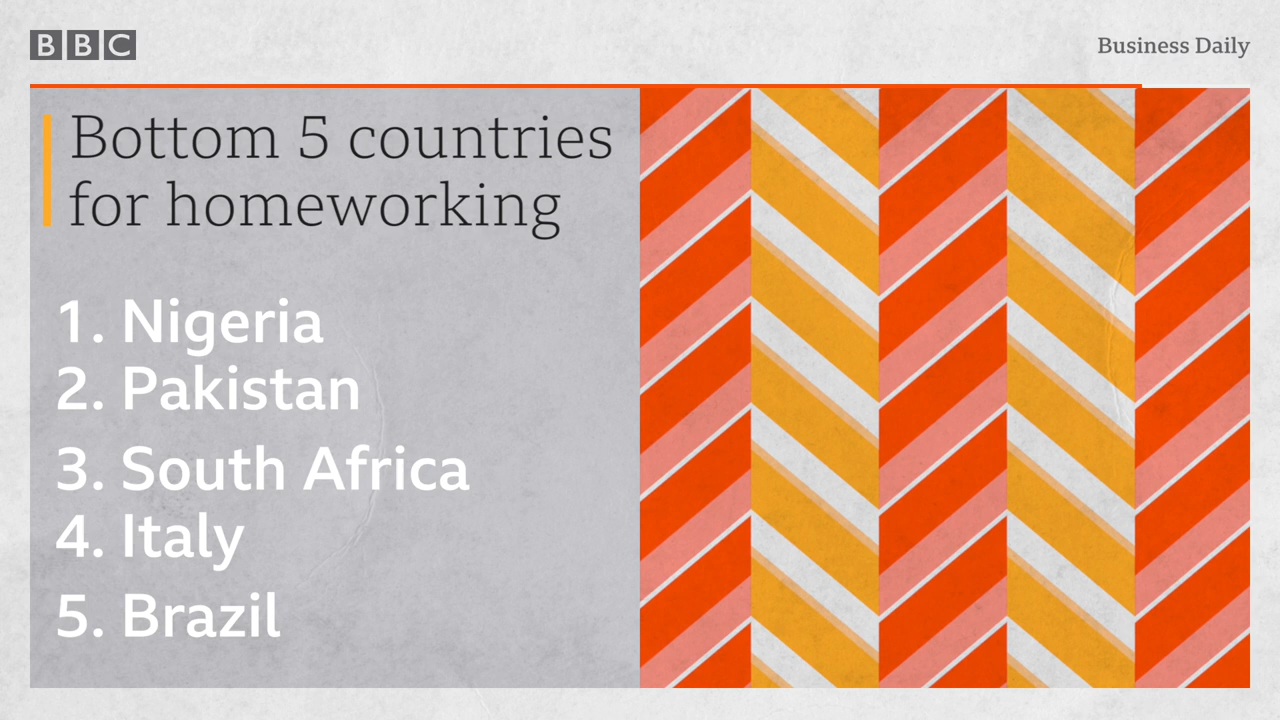 BBC
Business Daily
Bottom 5 countries
for homeworking
1. Nigeria
2. Pakistan
3. South Africa
4. Italy
5. Brazil